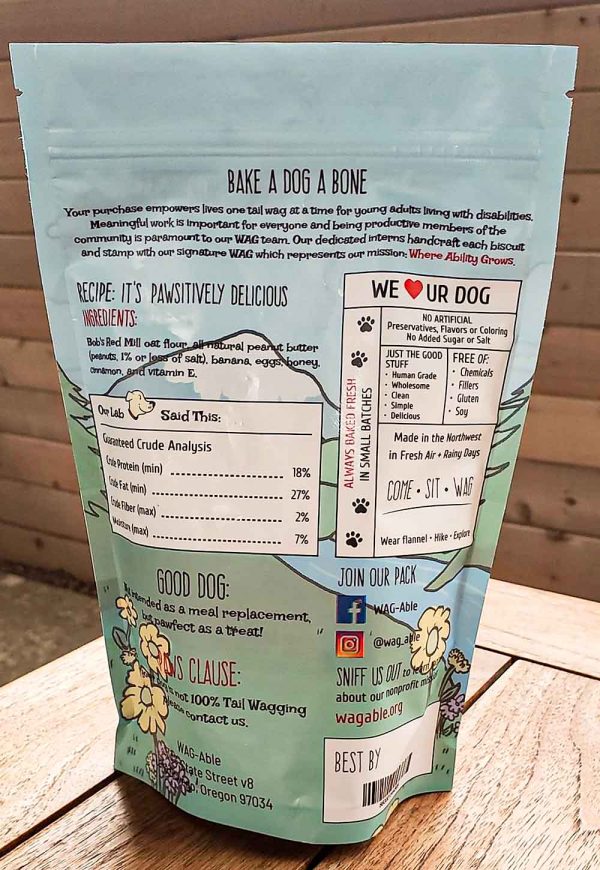 BAKE A DOG A BONE
Your purchase empowers lives one tail wag at a time for young adults living with disabilities.
Meaningful work is important for everyone and being productive members of the
community is paramount to our WAG team. Our dedicated interns handcraft each biscuit
and stamp with our signature WAG which represents our mission: Where Ability Grows.
RECIPE: IT'S PAWSITIVELY DELICIOUS
INGREDIENTS:
Bob's Red Mill oat flour, all natural peanut butter
(peanuts, 1% or less of salt), banana, eggs, honey,
cinnamon, and vitamin E.
Our Lab Said This:
Guaranteed Crude Analysis
Crude Protein (min) 18%
Crude Fat (min) 27%
Crude Fiber (max) 2%
Moisture (max) 7%
WE ❤ UR DOG
NO ARTIFICIAL
Preservatives, Flavors or Coloring
No Added Sugar or Salt
ALWAYS BAKED FRESH
IN SMALL BATCHES
JUST THE GOOD
STUFF
· Human Grade
· Wholesome
· Clean
· Simple
· Delicious
FREE OF:
· Chemicals
· Fillers
· Gluten
· Soy
Made in the Northwest
in Fresh Air + Rainy Days
COME · SIT · WAG
Wear flannel · Hike · Explore
GOOD DOG:
intended as a meal replacement,
but pawfect as a treat!
CLAUSE:
is not 100% Tail Wagging
please contact us.
WAG-Able
State Street v8
Oregon 97034
JOIN OUR PACK
WAG-Able
@wag_able
SNIFF US OUT to learn
about our nonprofit
wagable.org
BEST BY